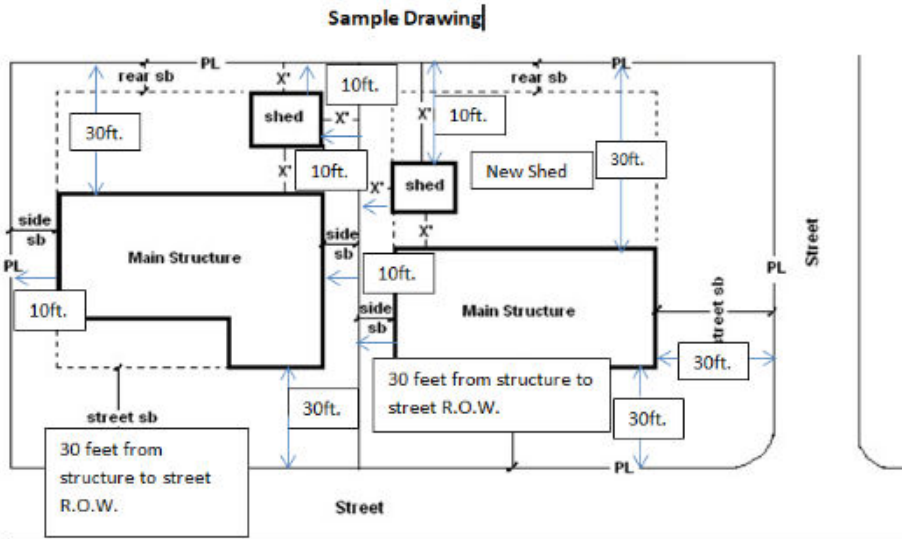 Sample Drawing
PL
PL
rear sb
rear sb
X'
10ft.
shed
X'
X'
10ft.
30ft.
30ft.
X'
10ft.
New Shed
X'
shed
X'
side
sb
side
sb
Main Structure
PL
10ft.
10ft.
PL
Street
street sb
side
sb
Main Structure
30ft.
30 feet from structure to
street R.O.W.
30ft.
30ft.
street sb
30 feet from
structure to street
R.O.W.
PL
Street